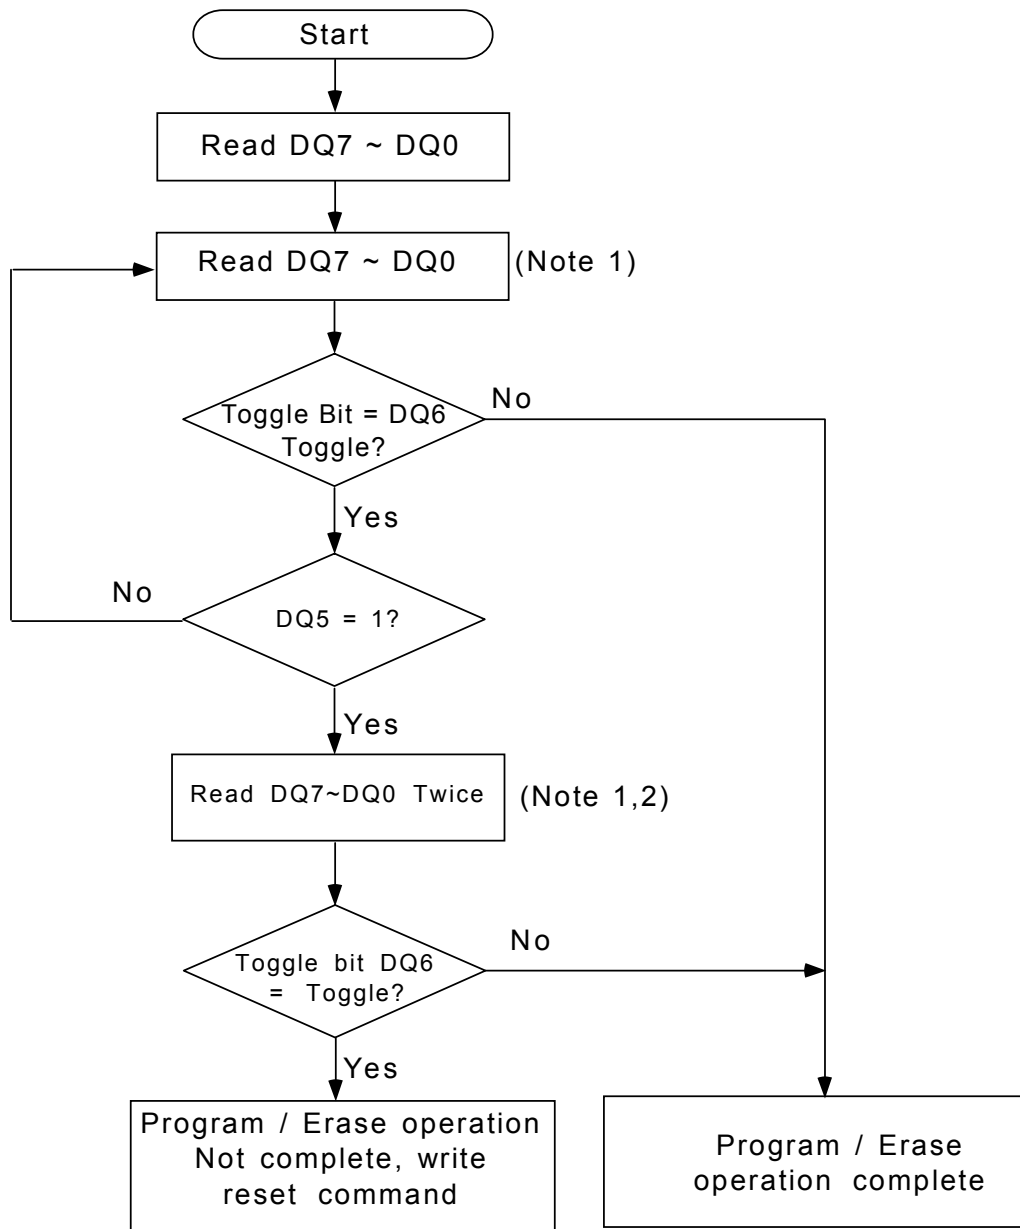 Start
Read DQ7 ~ DQ0
Read DQ7 ~ DQ0
(Note 1)
Toggle Bit = DQ6
Toggle?
No
Yes
DQ5 = 1?
No
Yes
Read DQ7~DQ0 Twice
(Note 1,2)
Toggle bit DQ6
= Toggle?
No
Yes
Program / Erase operation
Not complete, write
reset command
Program / Erase
operation complete